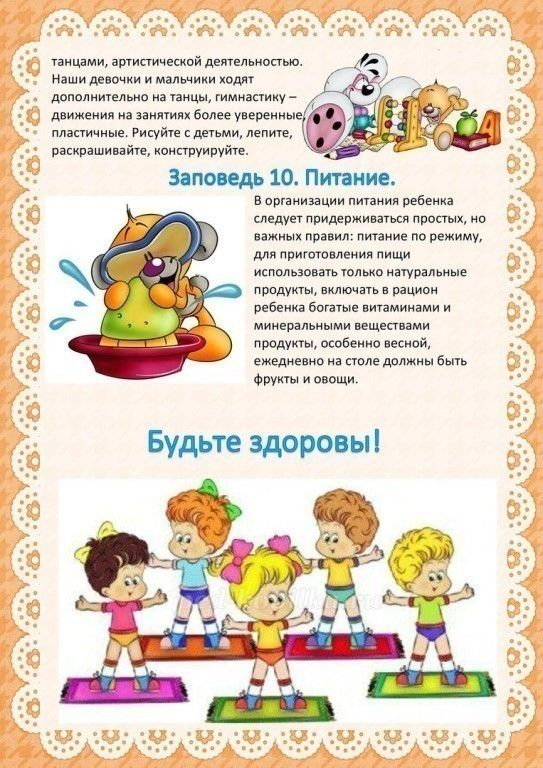 танцами, артистической деятельностью.
Наши девочки и мальчики ходят
дополнительно на танцы, гимнастику –
движения на занятиях более уверенные,
пластичные. Рисуйте с детьми, лепите,
раскрашивайте, конструируйте.
Заповедь 10. Питание.
В организации питания ребенка
следует придерживаться простых, но
важных правил: питание по режиму,
для приготовления пищи
использовать только натуральные
продукты, включать в рацион
ребенка богатые витаминами и
минеральными веществами
продукты, особенно весной,
ежедневно на столе должны быть
фрукты и овощи.
Будьте здоровы!